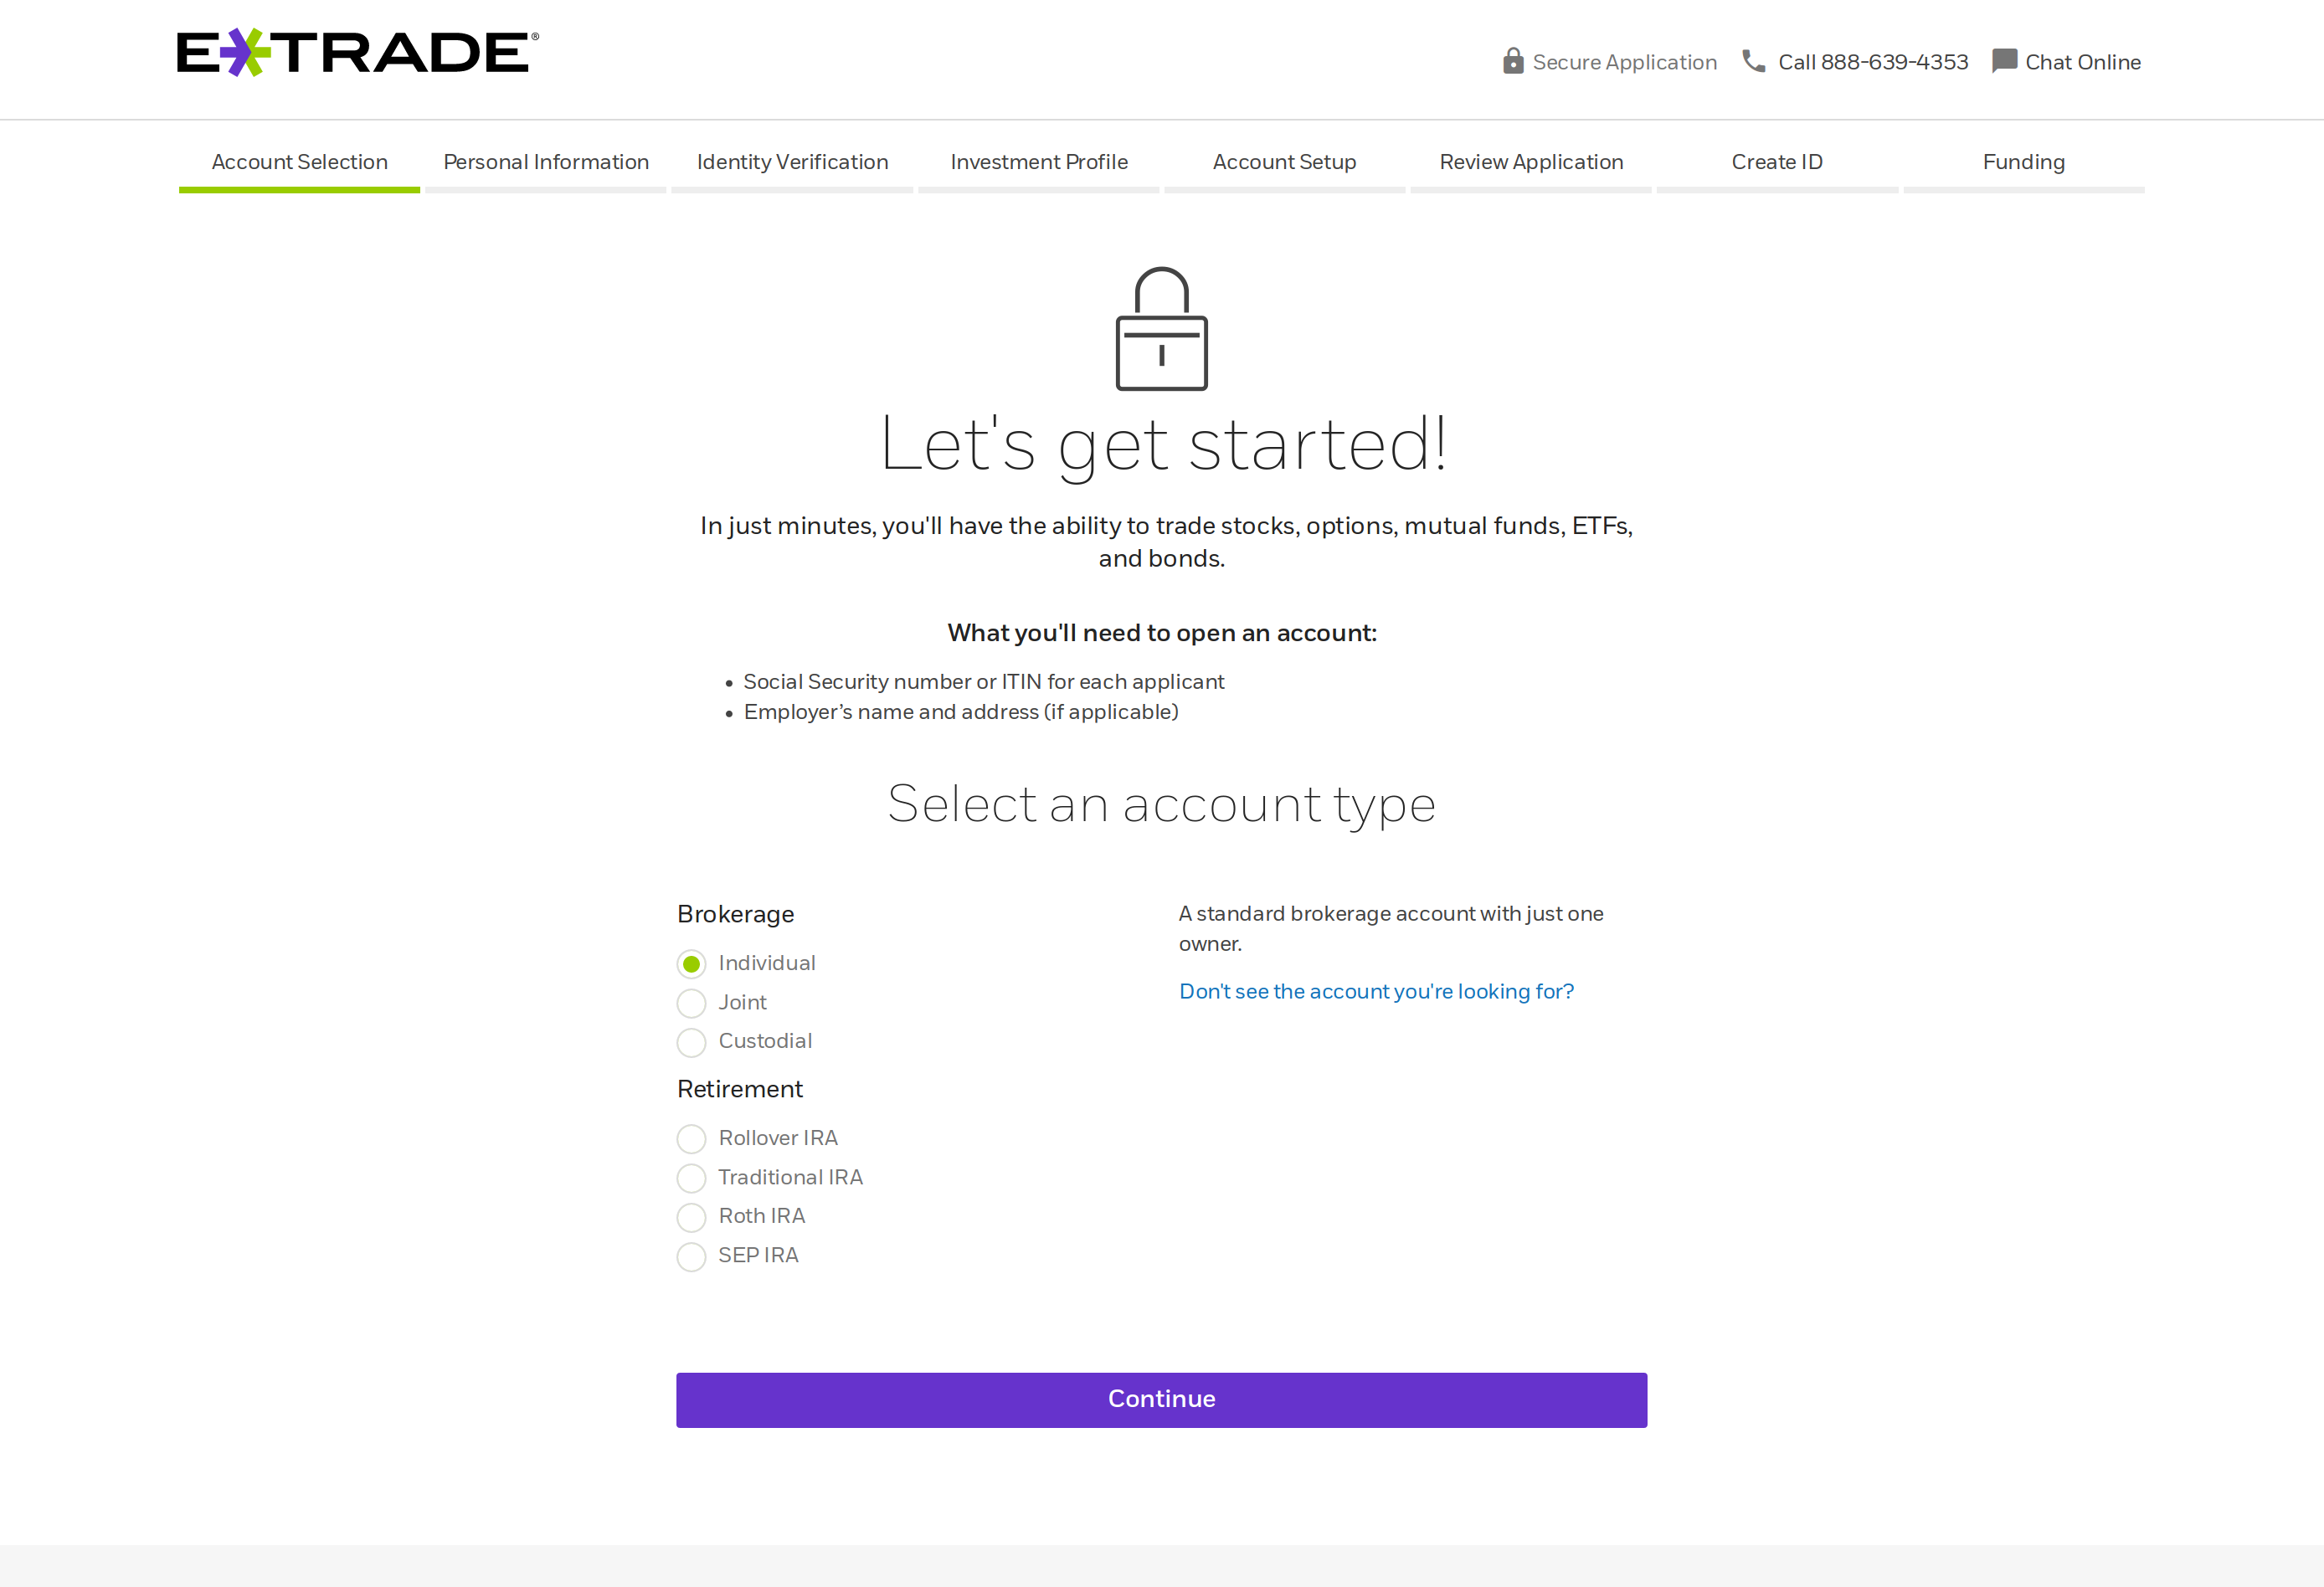 E*TRADE®
Secure Application
Call 888-639-4353
Chat Online
Account Selection
Personal Information
Identity Verification
Investment Profile
Account Setup
Review Application
Create ID
Funding
Let's get started!
In just minutes, you'll have the ability to trade stocks, options, mutual funds, ETFs,
and bonds.
What you'll need to open an account:
• Social Security number or ITIN for each applicant
• Employer’s name and address (if applicable)
Select an account type
Brokerage
Individual
Joint
Custodial
Retirement
Rollover IRA
Traditional IRA
Roth IRA
SEP IRA
A standard brokerage account with just one
owner.
Don't see the account you're looking for?
Continue